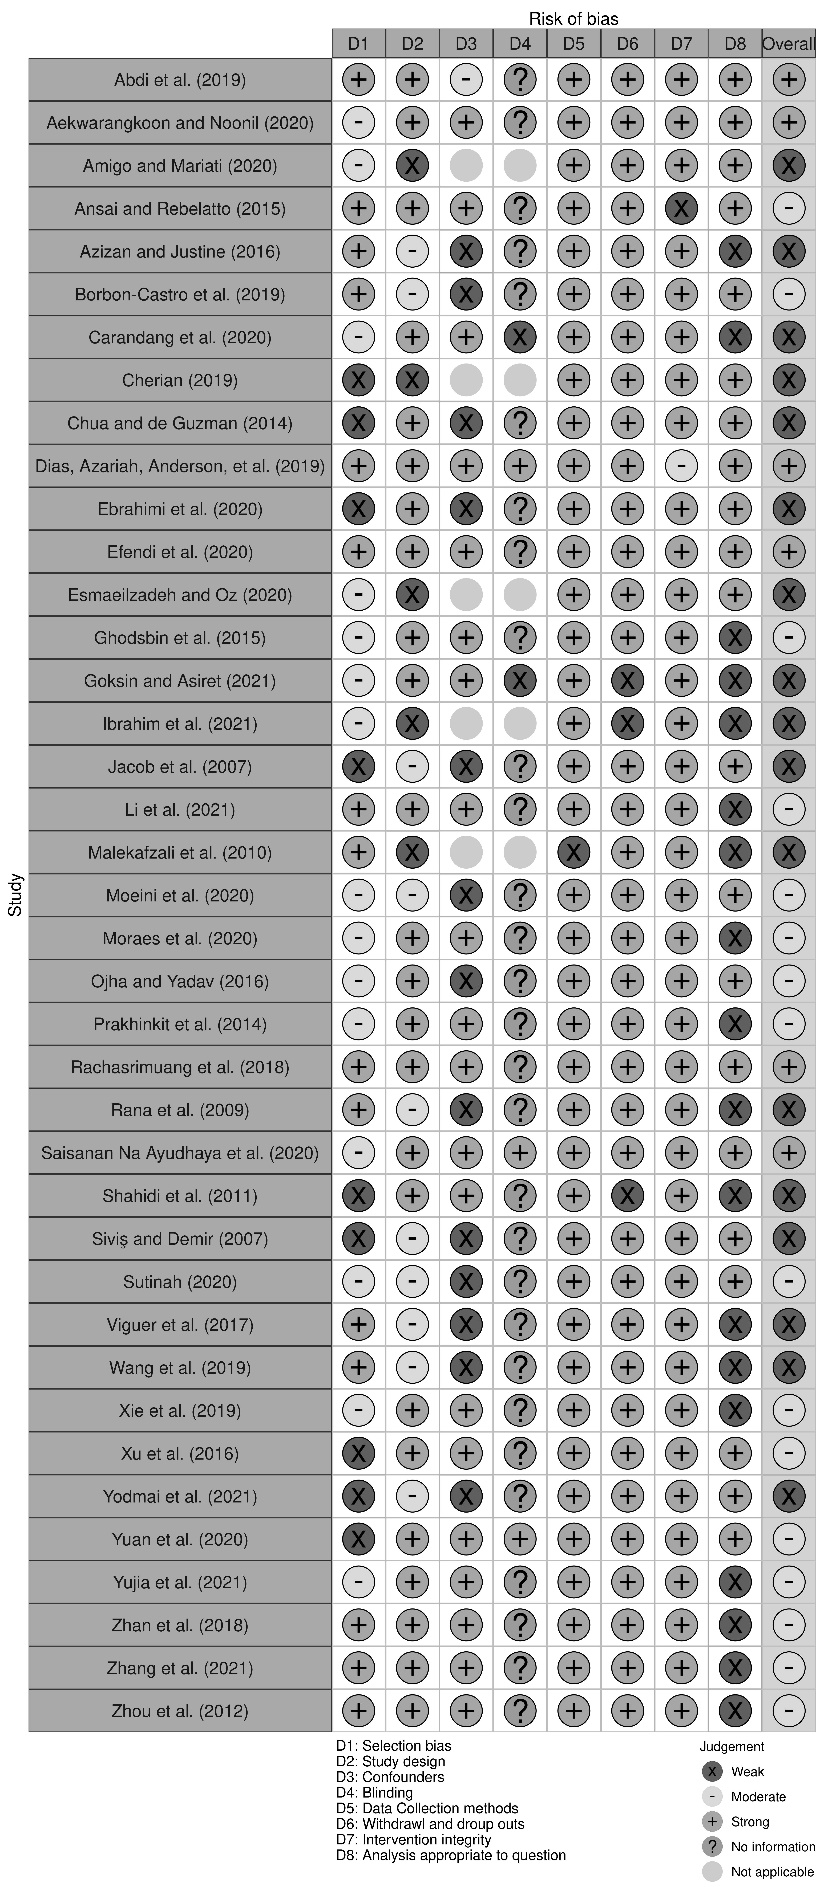 Risk of bias
D1 D2 D3 D4 D5 D6 D7 D8 Overall
Abdi et al. (2019) + + - ? + + + + +
Aekwarangkoon and Noonil (2020) - + + ? + + + + +
Amigo and Mariati (2020) - X + + + + X
Ansai and Rebelatto (2015) + + + ? + + X + -
Azizan and Justine (2016) + - X ? + + + X X
Borbon-Castro et al. (2019) + - X ? + + + + -
Carandang et al. (2020) - + + X + + + X X
Cherian (2019) X X + + + + X
Chua and de Guzman (2014) X + X ? + + + + X
Dias, Azariah, Anderson, et al. (2019) + + + + + + - + +
Ebrahimi et al. (2020) X + X ? + + + + X
Efendi et al. (2020) + + + ? + + + + +
Esmaeilzadeh and Oz (2020) - X + + + + X
Ghodsbin et al. (2015) - + + ? + + + X -
Goksin and Asiret (2021) - + + X + X + X X
Ibrahim et al. (2021) - X + X + X X
Jacob et al. (2007) X - X ? + + + + X
Li et al. (2021) + + + ? + + + X -
Malekafzali et al. (2010) + X X + + X X
Moeini et al. (2020) - - X ? + + + + -
Moraes et al. (2020) - + + ? + + + X -
Ojha and Yadav (2016) - + X ? + + + + -
Prakhinkit et al. (2014) - + + ? + + + X -
Rachasrimuang et al. (2018) + + + ? + + + + +
Rana et al. (2009) + - X ? + + + X X
Saisanan Na Ayudhaya et al. (2020) - + + + + + + + +
Shahidi et al. (2011) X + + ? + X + X X
Siviş and Demir (2007) X - X ? + + + + X
Sutinah (2020) - - X ? + + + + -
Viguer et al. (2017) + - X ? + + + X X
Wang et al. (2019) + - X ? + + + X X
Xie et al. (2019) - + + ? + + + X -
Xu et al. (2016) X + + ? + + + + -
Yodmai et al. (2021) X - X ? + + + + X
Yuan et al. (2020) X + + + + + + + -
Yujia et al. (2021) - + + ? + + + X -
Zhan et al. (2018) + + + ? + + + X -
Zhang et al. (2021) + + + ? + + + X -
Zhou et al. (2012) + + + ? + + + X -
Study
D1: Selection bias
D2: Study design
D3: Confounders
D4: Blinding
D5: Data Collection methods
D6: Withdrawl and droup outs
D7: Intervention integrity
D8: Analysis appropriate to question
Judgement
X Weak
- Moderate
+ Strong
? No information
Not applicable